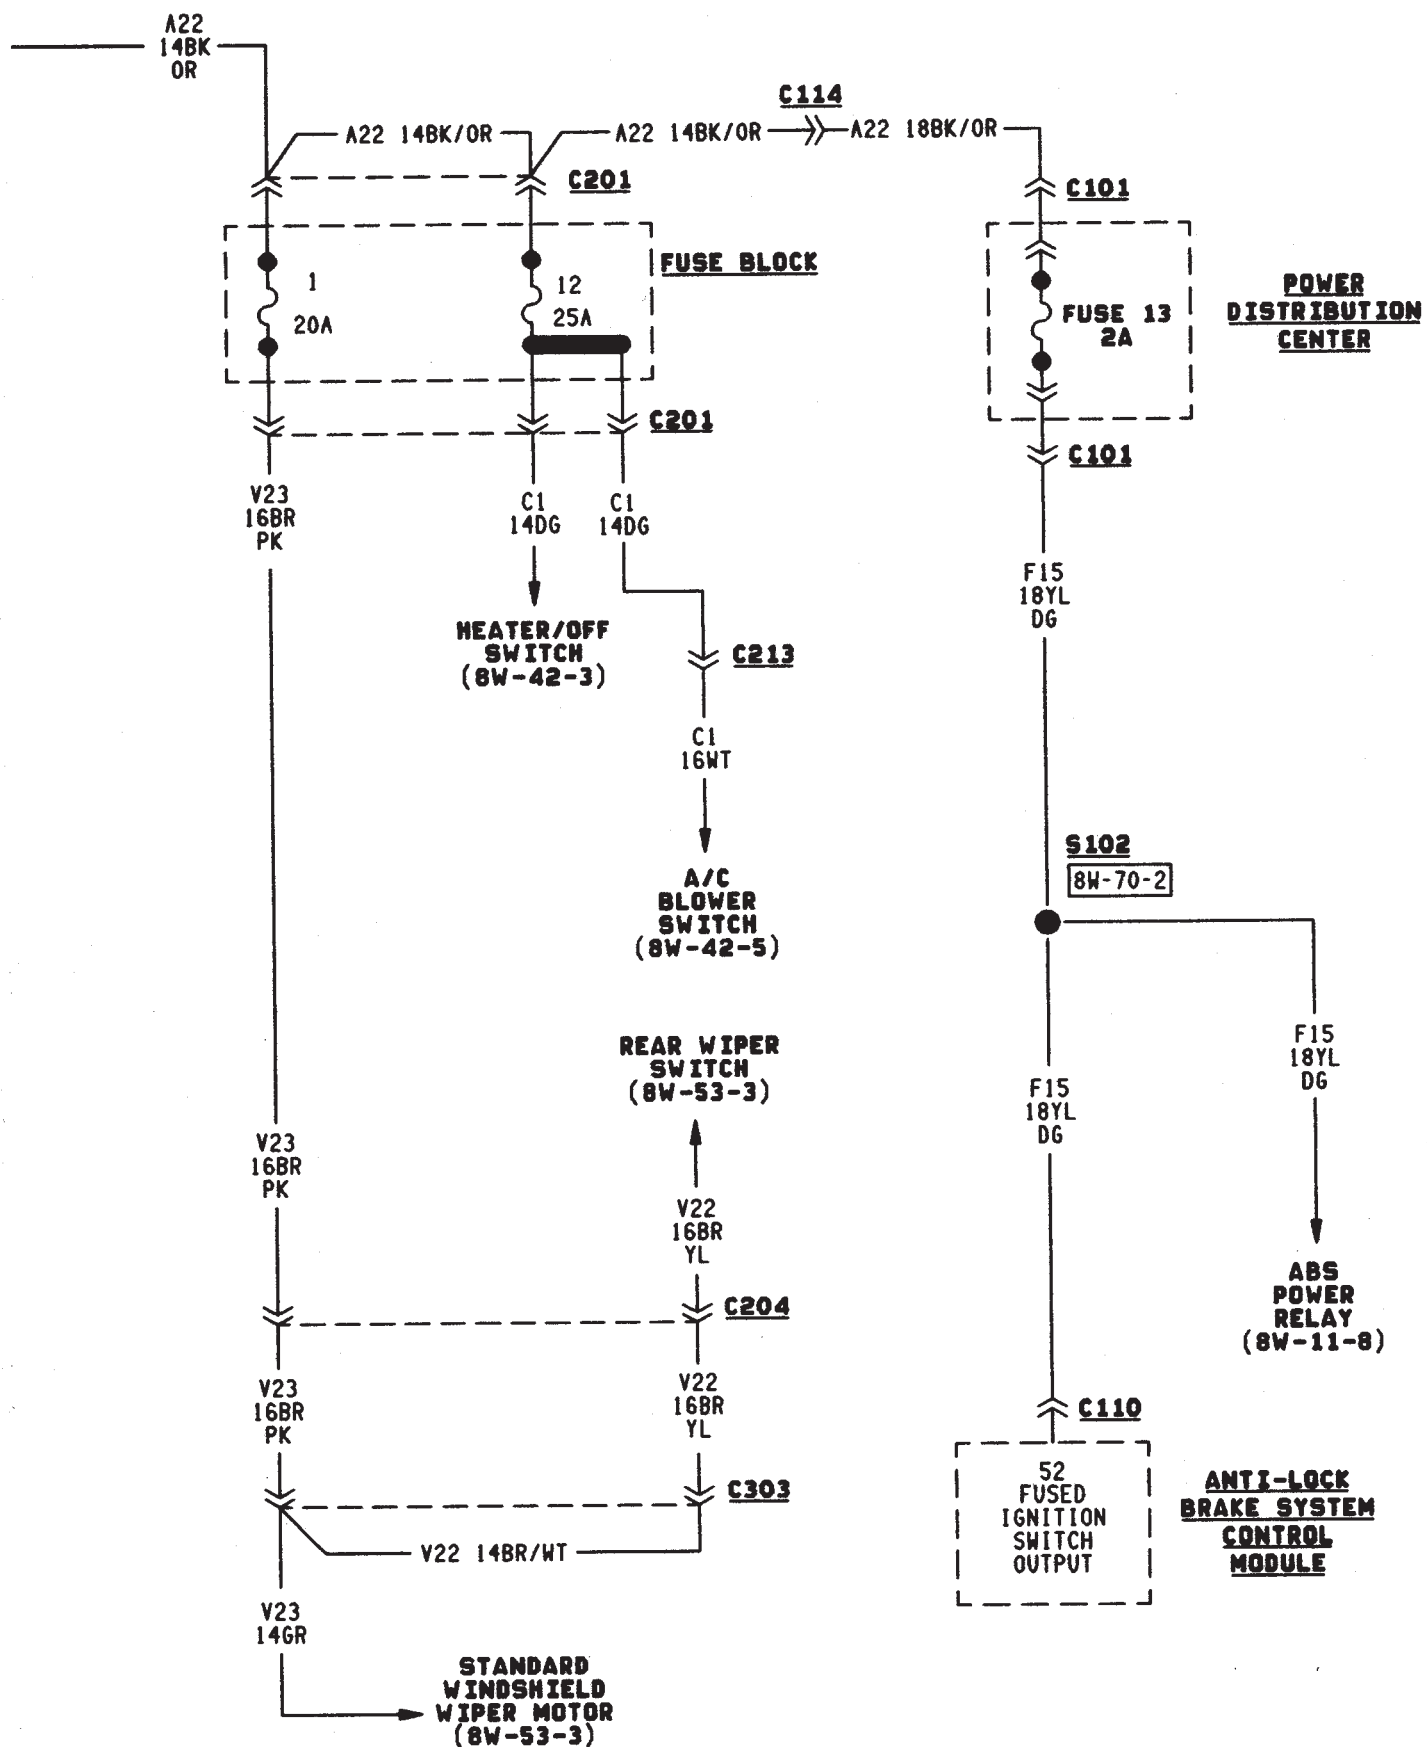 A22
14BK
OR
C114
A22 14BK/OR
A22 14BK/OR
A22 18BK/OR
C201
C101
FUSE BLOCK
1
20A
12
25A
FUSE 13
2A
POWER
DISTRIBUTION
CENTER
C201
C101
V23
16BR
PK
C1
14DG
C1
14DG
HEATER/OFF
SWITCH
(8W-42-3)
C213
F15
18YL
DG
C1
16WT
A/C
BLOWER
SWITCH
(8W-42-5)
S102
8W-70-2
REAR WIPER
SWITCH
(8W-53-3)
F15
18YL
DG
F15
18YL
DG
V23
16BR
PK
V22
16BR
YL
C204
ABS
POWER
RELAY
(8W-11-8)
V23
16BR
PK
V22
16BR
YL
C110
C303
52
FUSED
IGNITION
SWITCH
OUTPUT
ANTI-LOCK
BRAKE SYSTEM
CONTROL
MODULE
V22 14BR/WT
V23
14GR
STANDARD
WINDSHIELD
WIPER MOTOR
(8W-53-3)